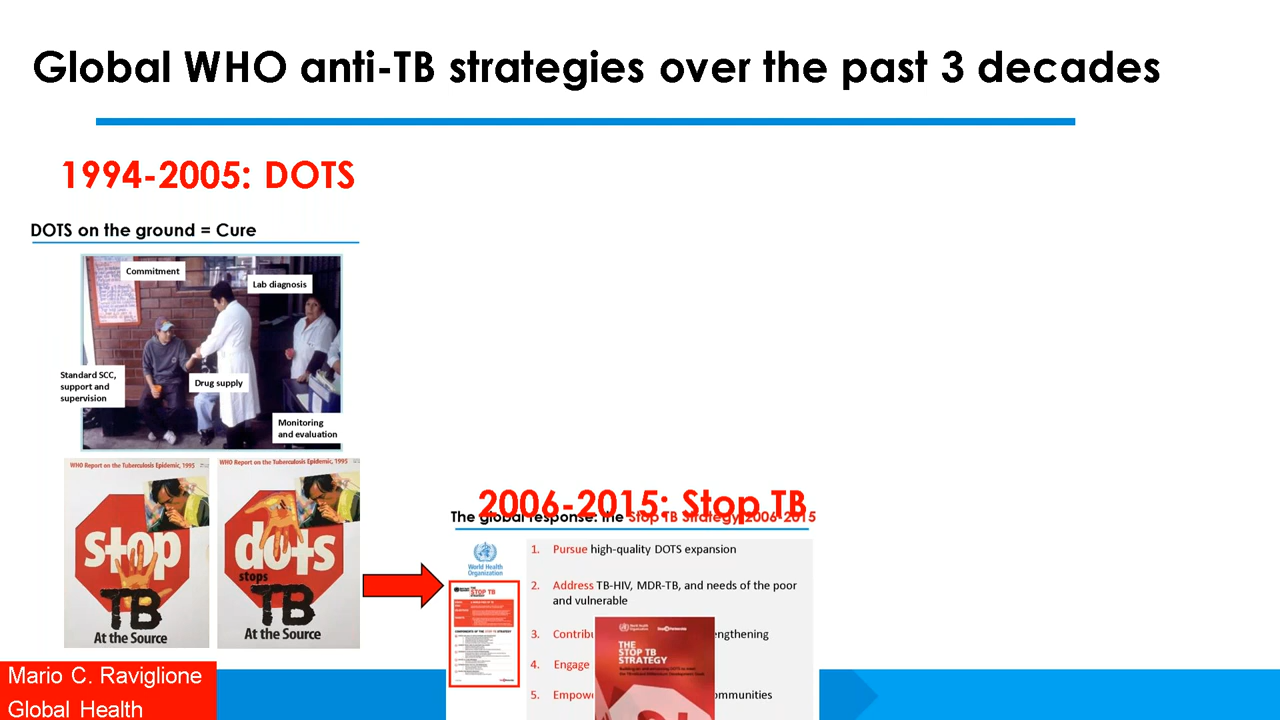 Global WHO anti-TB strategies over the past 3 decades
1994-2005: DOTS
DOTS on the ground = Cure
Commitment
Lab diagnosis
Standard SCC,
support and
supervision
Drug supply
Monitoring
and evaluation
WHO Report on the Tuberculosis Epidemic, 1995
stop
TB
At the Source
WHO Report on the Tuberculosis Epidemic, 1995
dots
stops
TB
At the Source
2006-2015: Stop TB
The global response: the Stop TB Strategy 2006-2015
World Health
Organization
THE
STOP TB
STRATEGY
1. Pursue high-quality DOTS expansion
2. Address TB-HIV, MDR-TB, and needs of the poor
and vulnerable
3.
4. Engage
5.
THE
STOP TB
STRATEGY
Mario C. Raviglione
Global Health